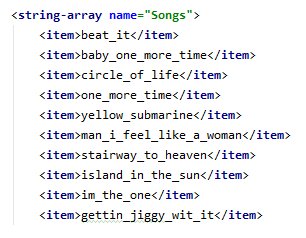 <string-array name="Songs">
<item>beat_it</item>
<item>baby_one_more_time</item>
<item>circle_of_life</item>
<item>one_more_time</item>
<item>yellow_submarine</item>
<item>man_i_feel_like_a_woman</item>
<item>stairway_to_heaven</item>
<item>island_in_the_sun</item>
<item>im_the_one</item>
<item>gettin_jiggy_wit_it</item>